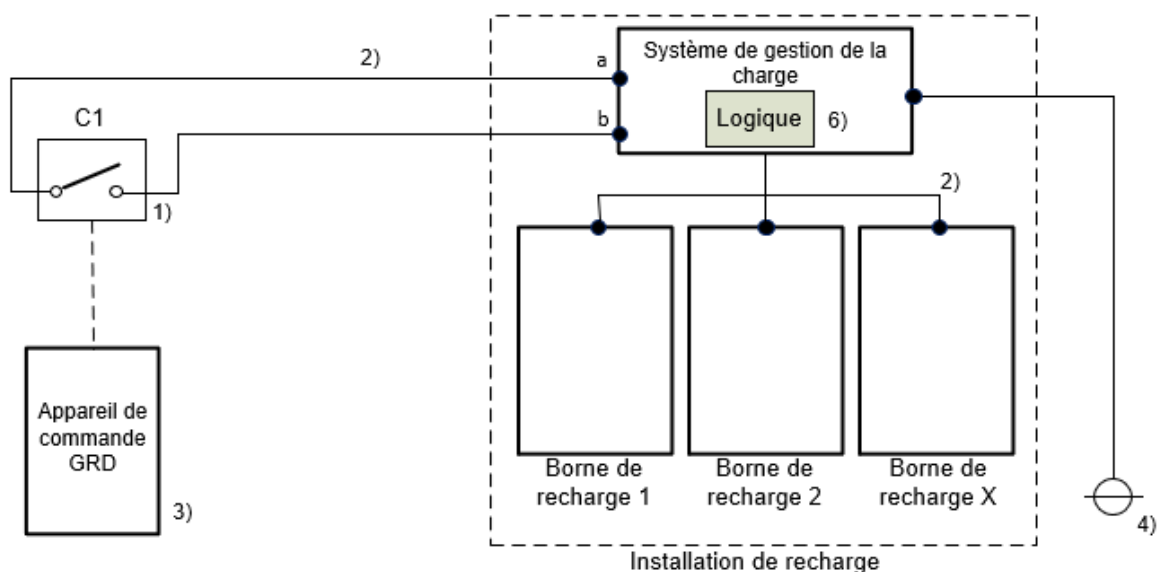 2)
a
Système de gestion de la
charge
C1
b
Logique
6)
1)
2)
Appareil de
commande
GRD
3)
Borne de
recharge 1
Borne de
recharge 2
Borne de
recharge X
4)
Installation de recharge